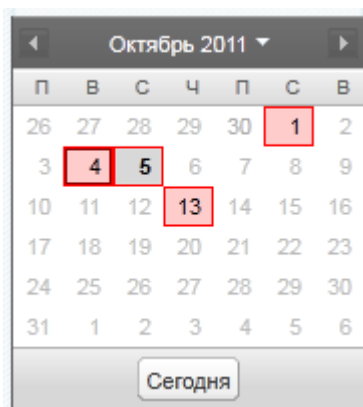 Октябрь 2011
П В С Ч П С В
26 27 28 29 30 1 2
3 4 5 6 7 8 9
10 11 12 13 14 15 16
17 18 19 20 21 22 23
24 25 26 27 28 29 30
31 1 2 3 4 5 6
Сегодня